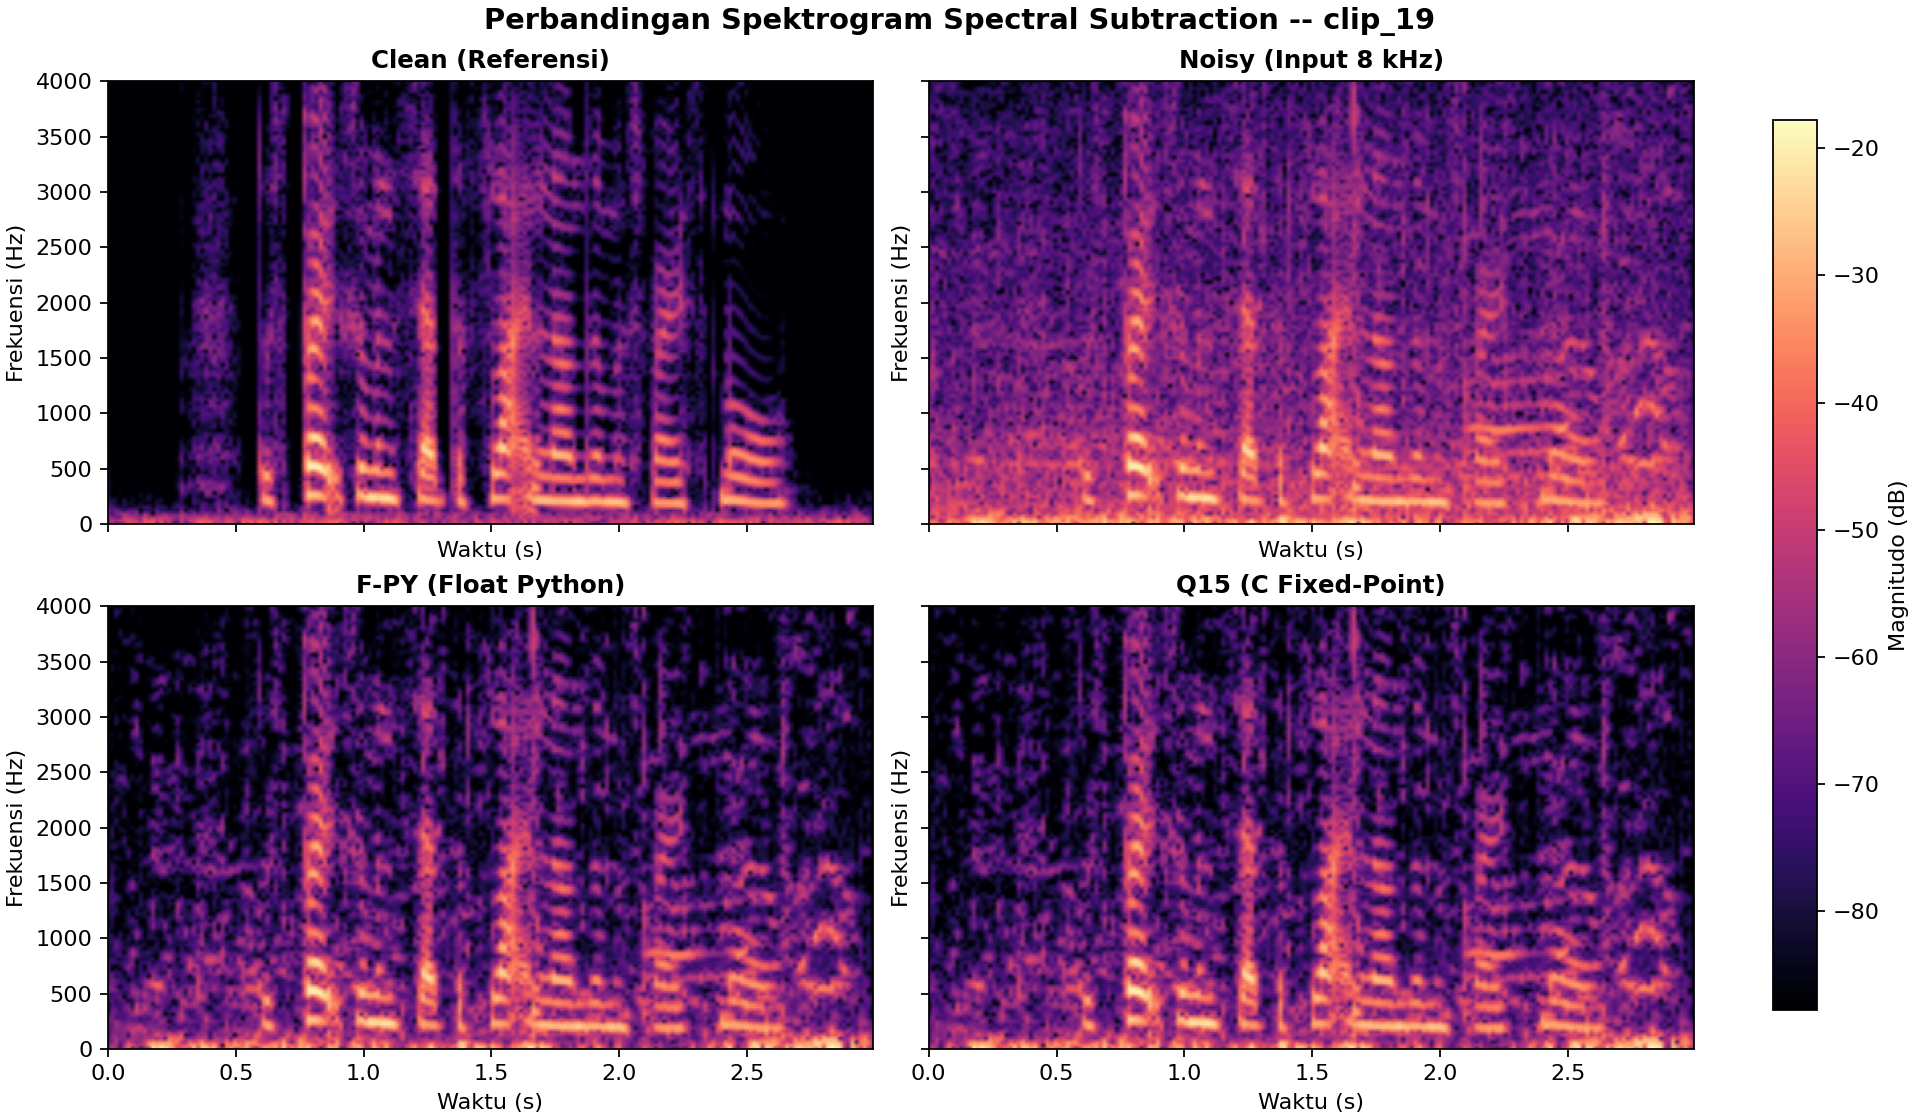 Perbandingan Spektrogram Spectral Subtraction -- clip_19
Clean (Referensi)
Frekuensi (Hz)
4000
3500
3000
2500
2000
1500
1000
500
0
Waktu (s)
Noisy (Input 8 kHz)
Frekuensi (Hz)
Waktu (s)
F-PY (Float Python)
Frekuensi (Hz)
4000
3500
3000
2500
2000
1500
1000
500
0
0.0 0.5 1.0 1.5 2.0 2.5
Waktu (s)
Q15 (C Fixed-Point)
Frekuensi (Hz)
0.0 0.5 1.0 1.5 2.0 2.5
Waktu (s)
−20
−30
−40
−50
−60
−70
−80
Magnitudo (dB)